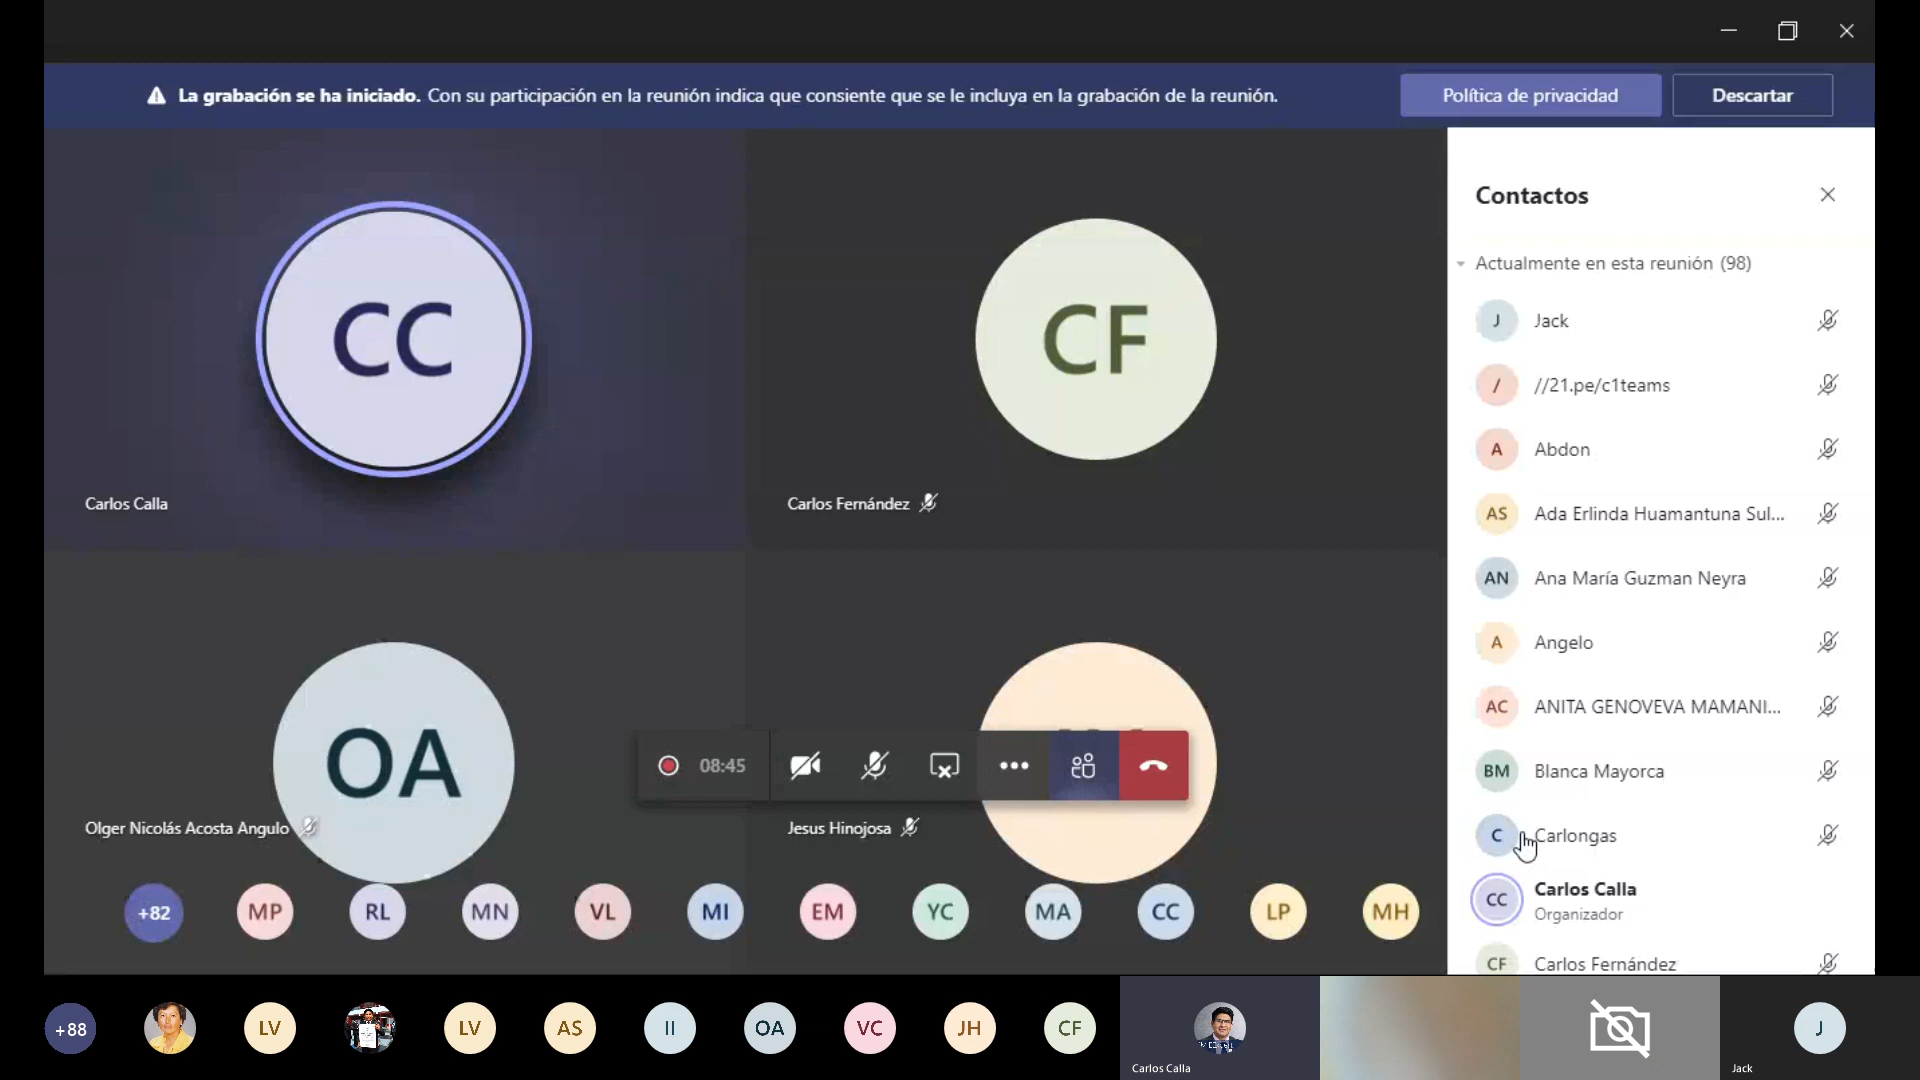 La grabación se ha iniciado. Con su participación en la reunión indica que consiente que se le incluya en la grabación de la reunión.
Política de privacidad
Descartar
CC
Carlos Calla
CF
Carlos Fernández
OA
Olger Nicolás Acosta Angulo
Jesus Hinojosa
08:45
+82
MP
RL
MN
VL
MI
EM
YC
MA
CC
LP
MH
Contactos
Actualmente en esta reunión (98)
J Jack
/ //21.pe/c1teams
A Abdon
AS Ada Erlinda Huamantuna Sul...
AN Ana María Guzman Neyra
A Angelo
AC ANITA GENOVEVA MAMANI...
BM Blanca Mayorca
C Carlongas
CC Carlos Calla
Organizador
CF Carlos Fernández
+88
LV
LV
AS
II
OA
VC
JH
CF
Carlos Calla
J
Jack